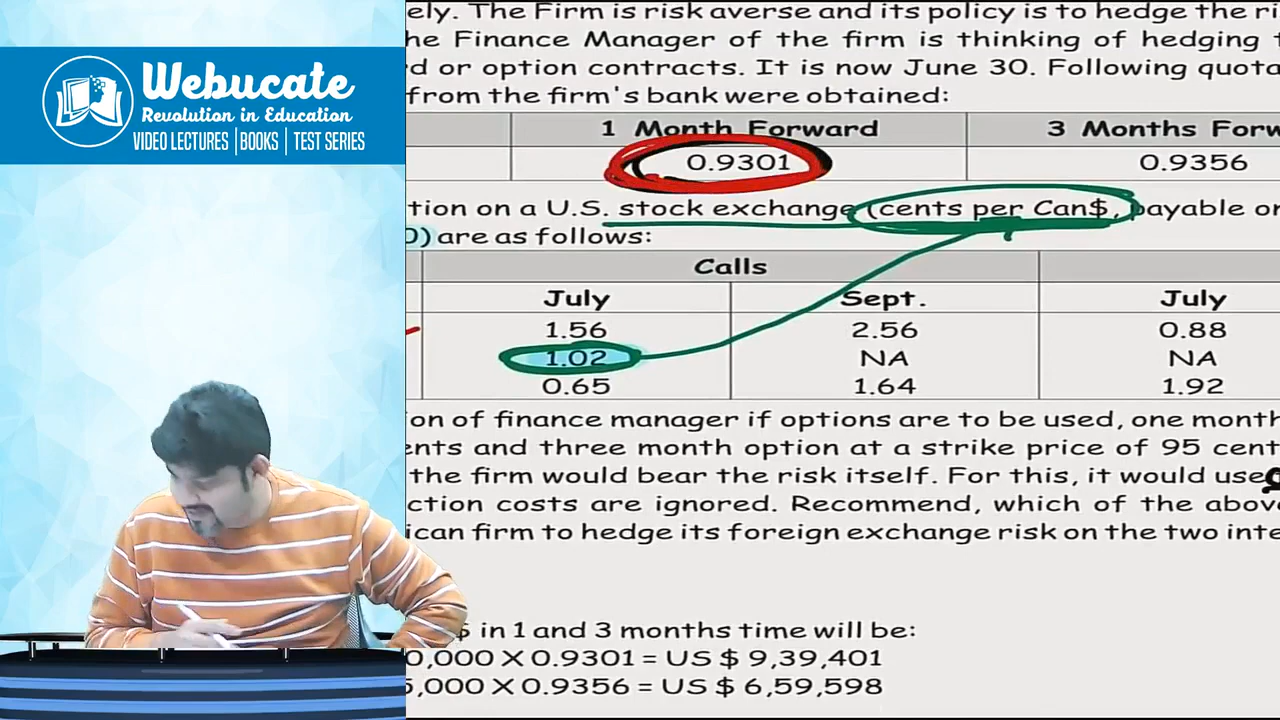 Webucate
Revolution in Education
VIDEO LECTURES | BOOKS | TEST SERIES
ely. The Firm is risk averse and its policy is to hedge the ri
he Finance Manager of the firm is thinking of hedging
d or option contracts. It is now June 30. Following quota
from the firm's bank were obtained:
1 Month Forward 3 Months Forw
0.9301 0.9356
tion on a U.S. stock exchange (cents per Can$, payable on
0) are as follows:
Calls
July Sept. July
1.56 2.56 0.88
1.02 NA NA
0.65 1.64 1.92
on of finance manager if options are to be used, one month
ents and three month option at a strike price of 95 cent
the firm would bear the risk itself. For this, it would use
ction costs are ignored. Recommend, which of the above
ican firm to hedge its foreign exchange risk on the two inte
$ in 1 and 3 months time will be:
0,000 X 0.9301 = US $ 9,39,401
5,000 X 0.9356 = US $ 6,59,598